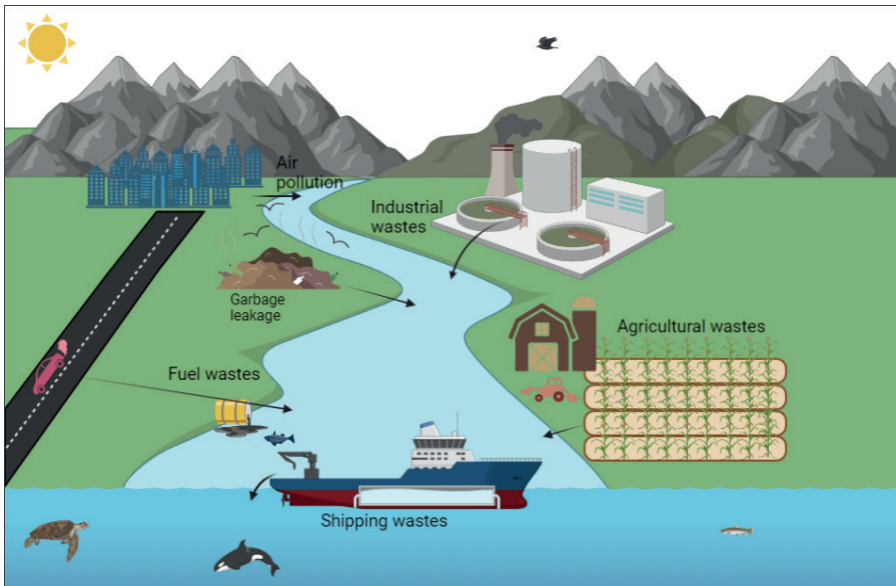 Air
pollution
Industrial
wastes
Garbage
leakage
Agricultural wastes
Fuel wastes
Shipping wastes